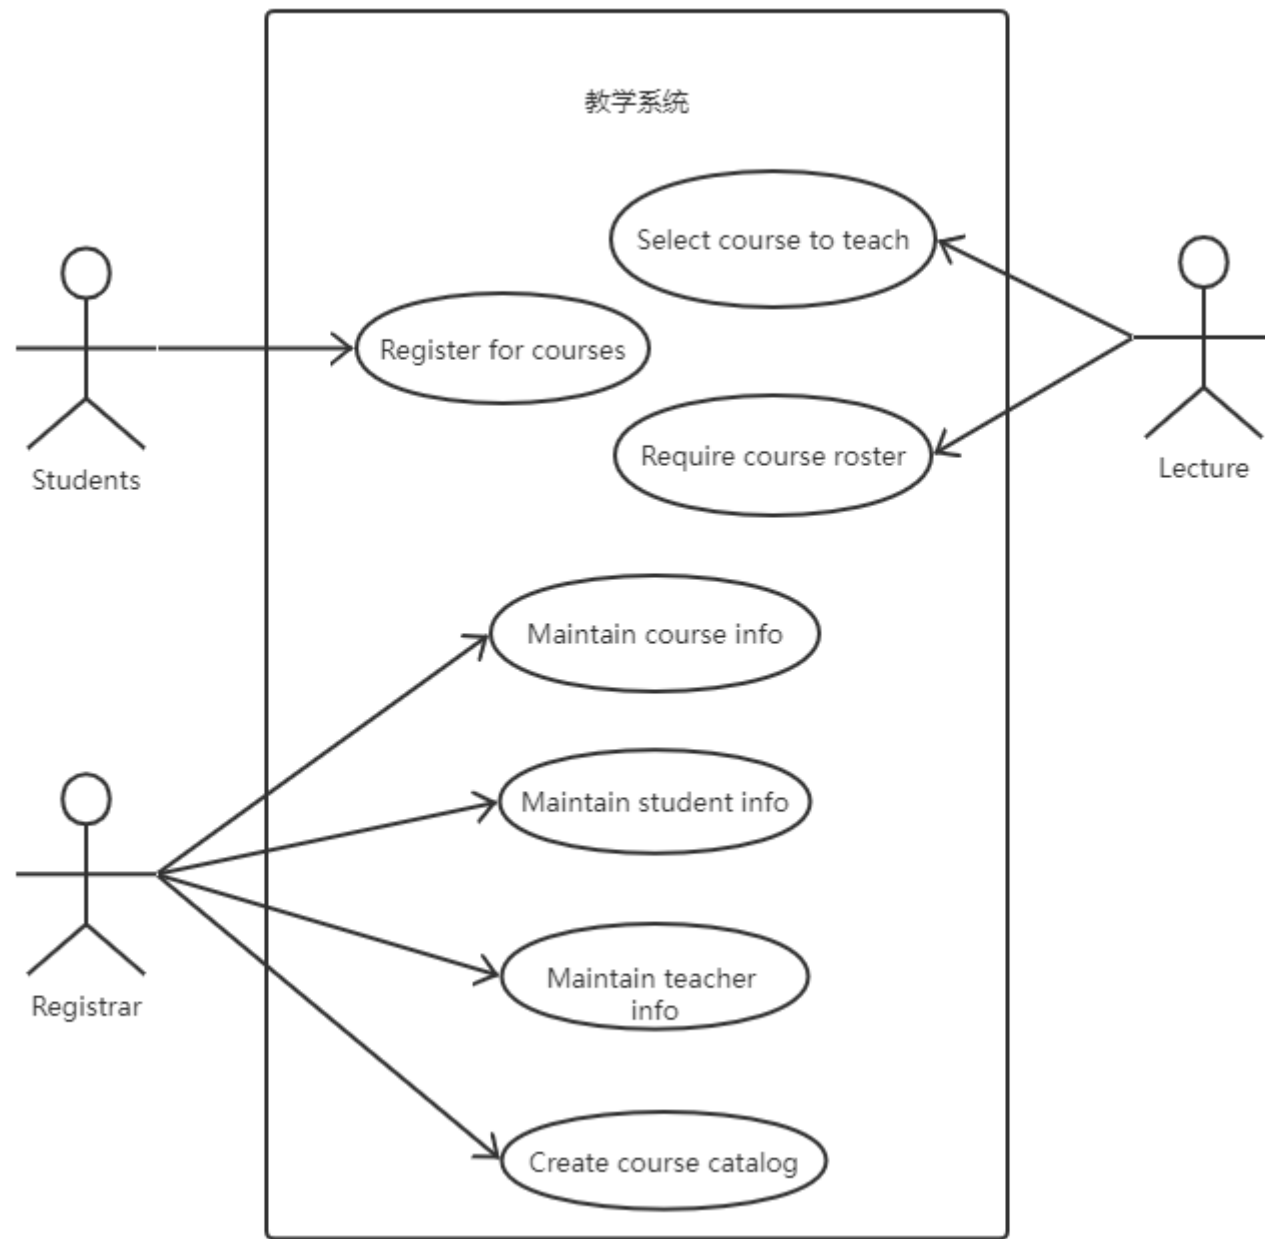 教学系统
Select course to teach
Register for courses
Require course roster
Students
Lecture
Maintain course info
Maintain student info
Maintain teacher
info
Registrar
Create course catalog